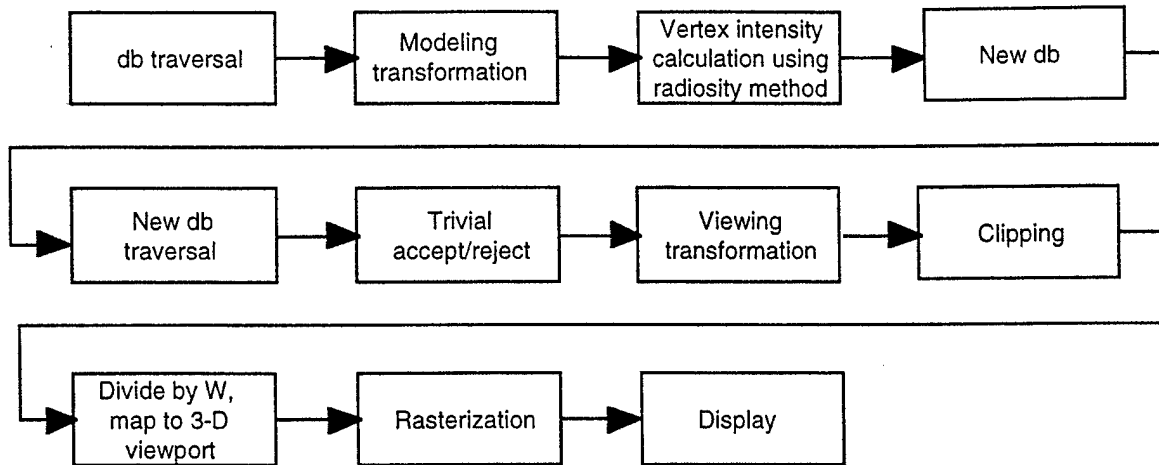 db traversal
Modeling
transformation
Vertex intensity
calculation using
radiosity method
New db
New db
traversal
Trivial
accept/reject
Viewing
transformation
Clipping
Divide by W,
map to 3-D
viewport
Rasterization
Display